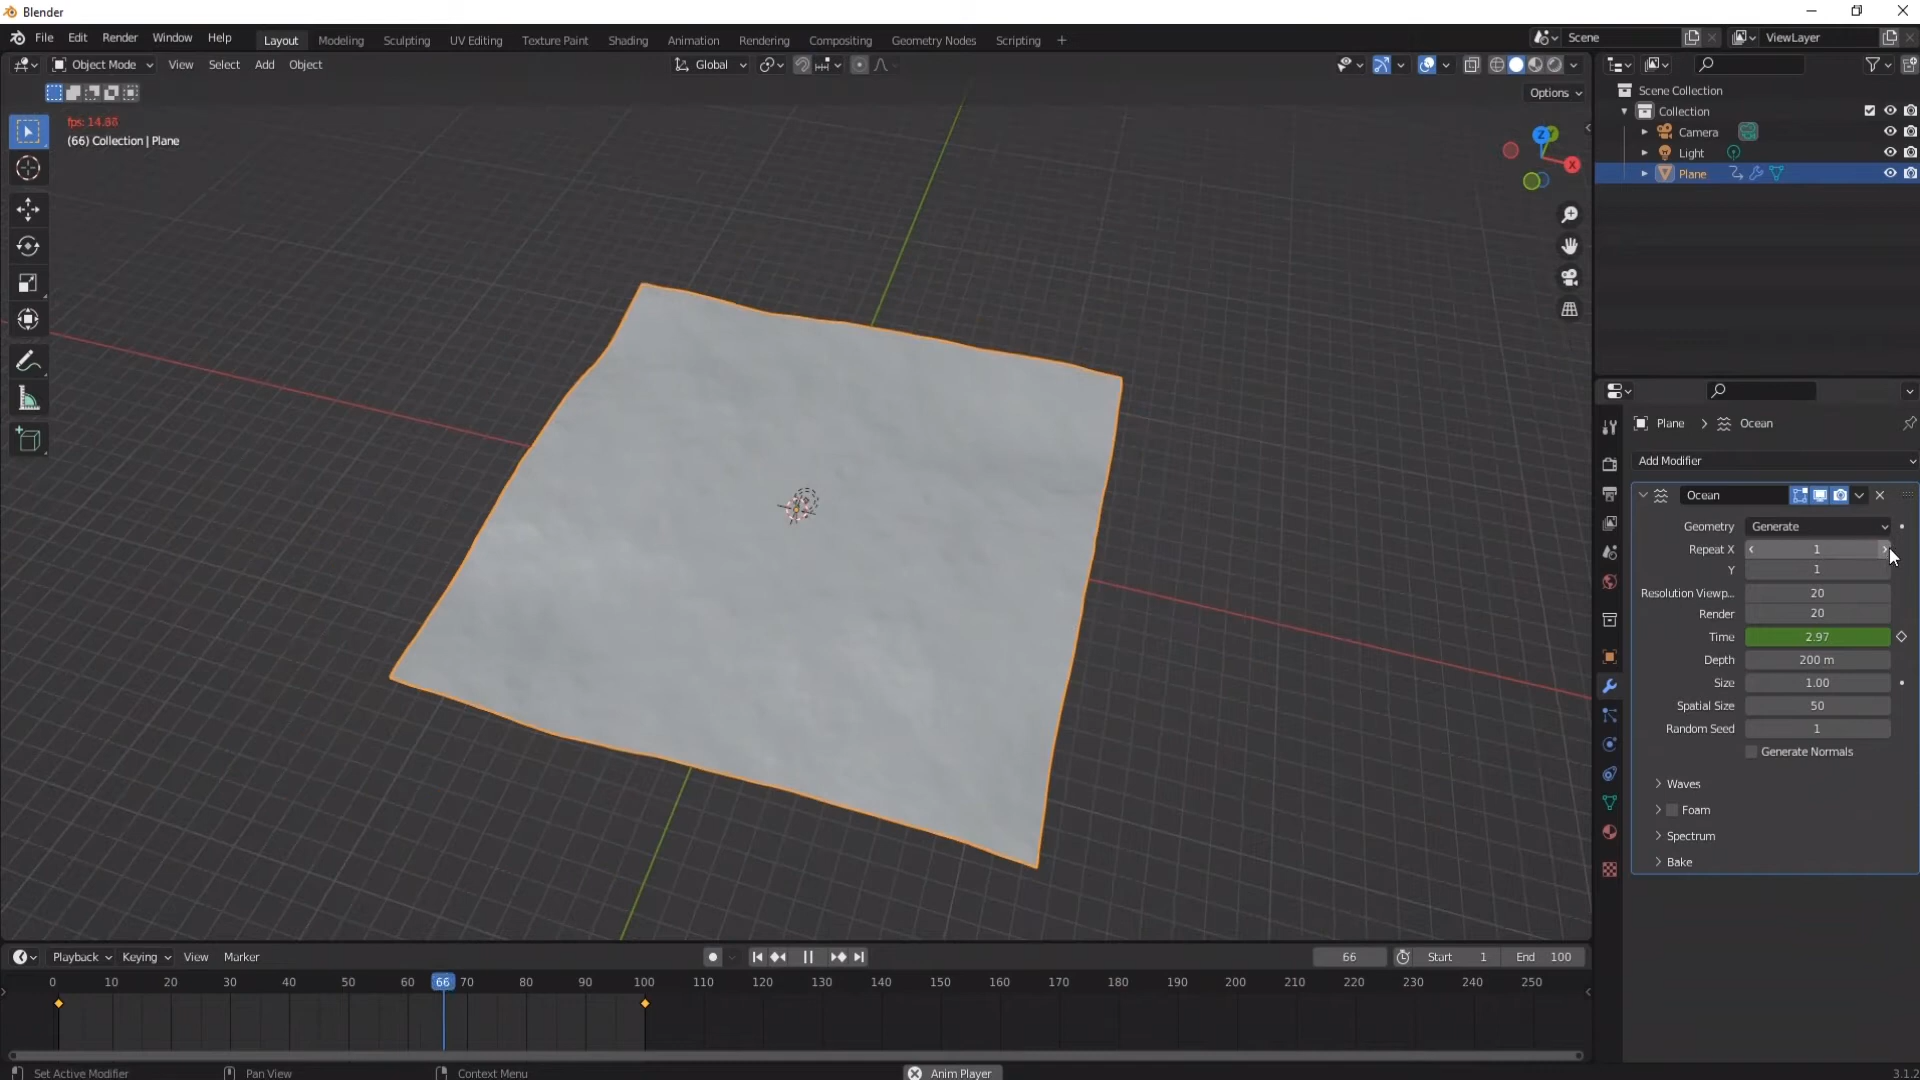 Blender
File Edit Render Window Help
Layout Modeling Sculpting UV Editing Texture Paint Shading Animation Rendering Compositing Geometry Nodes Scripting +
Scene ViewLayer
Object Mode View Select Add Object Global
Options
fps: 14.86
(66) Collection | Plane
Z Y
X
Scene Collection
Collection
Camera
Light
Plane
Plane > Ocean
Add Modifier
Ocean
Geometry Generate
Repeat X 1
Y 1
Resolution Viewp... 20
Render 20
Time 2.97
Depth 200 m
Size 1.00
Spatial Size 50
Random Seed 1
Generate Normals
Waves
Foam
Spectrum
Bake
Playback Keying View Marker 66 Start 1 End 100
0 10 20 30 40 50 60 66 70 80 90 100 110 120 130 140 150 160 170 180 190 200 210 220 230 240 250
Set Active Modifier Pan View Context Menu Anim Player 3.1.2